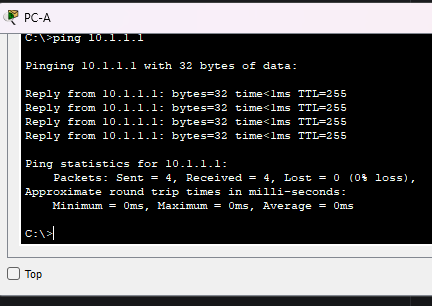 PC-A
C:\>ping 10.1.1.1
Pinging 10.1.1.1 with 32 bytes of data:
Reply from 10.1.1.1: bytes=32 time<1ms TTL=255
Reply from 10.1.1.1: bytes=32 time<1ms TTL=255
Reply from 10.1.1.1: bytes=32 time<1ms TTL=255
Reply from 10.1.1.1: bytes=32 time<1ms TTL=255
Ping statistics for 10.1.1.1:
    Packets: Sent = 4, Received = 4, Lost = 0 (0% loss),
Approximate round trip times in milli-seconds:
    Minimum = 0ms, Maximum = 0ms, Average = 0ms
C:\>
Top